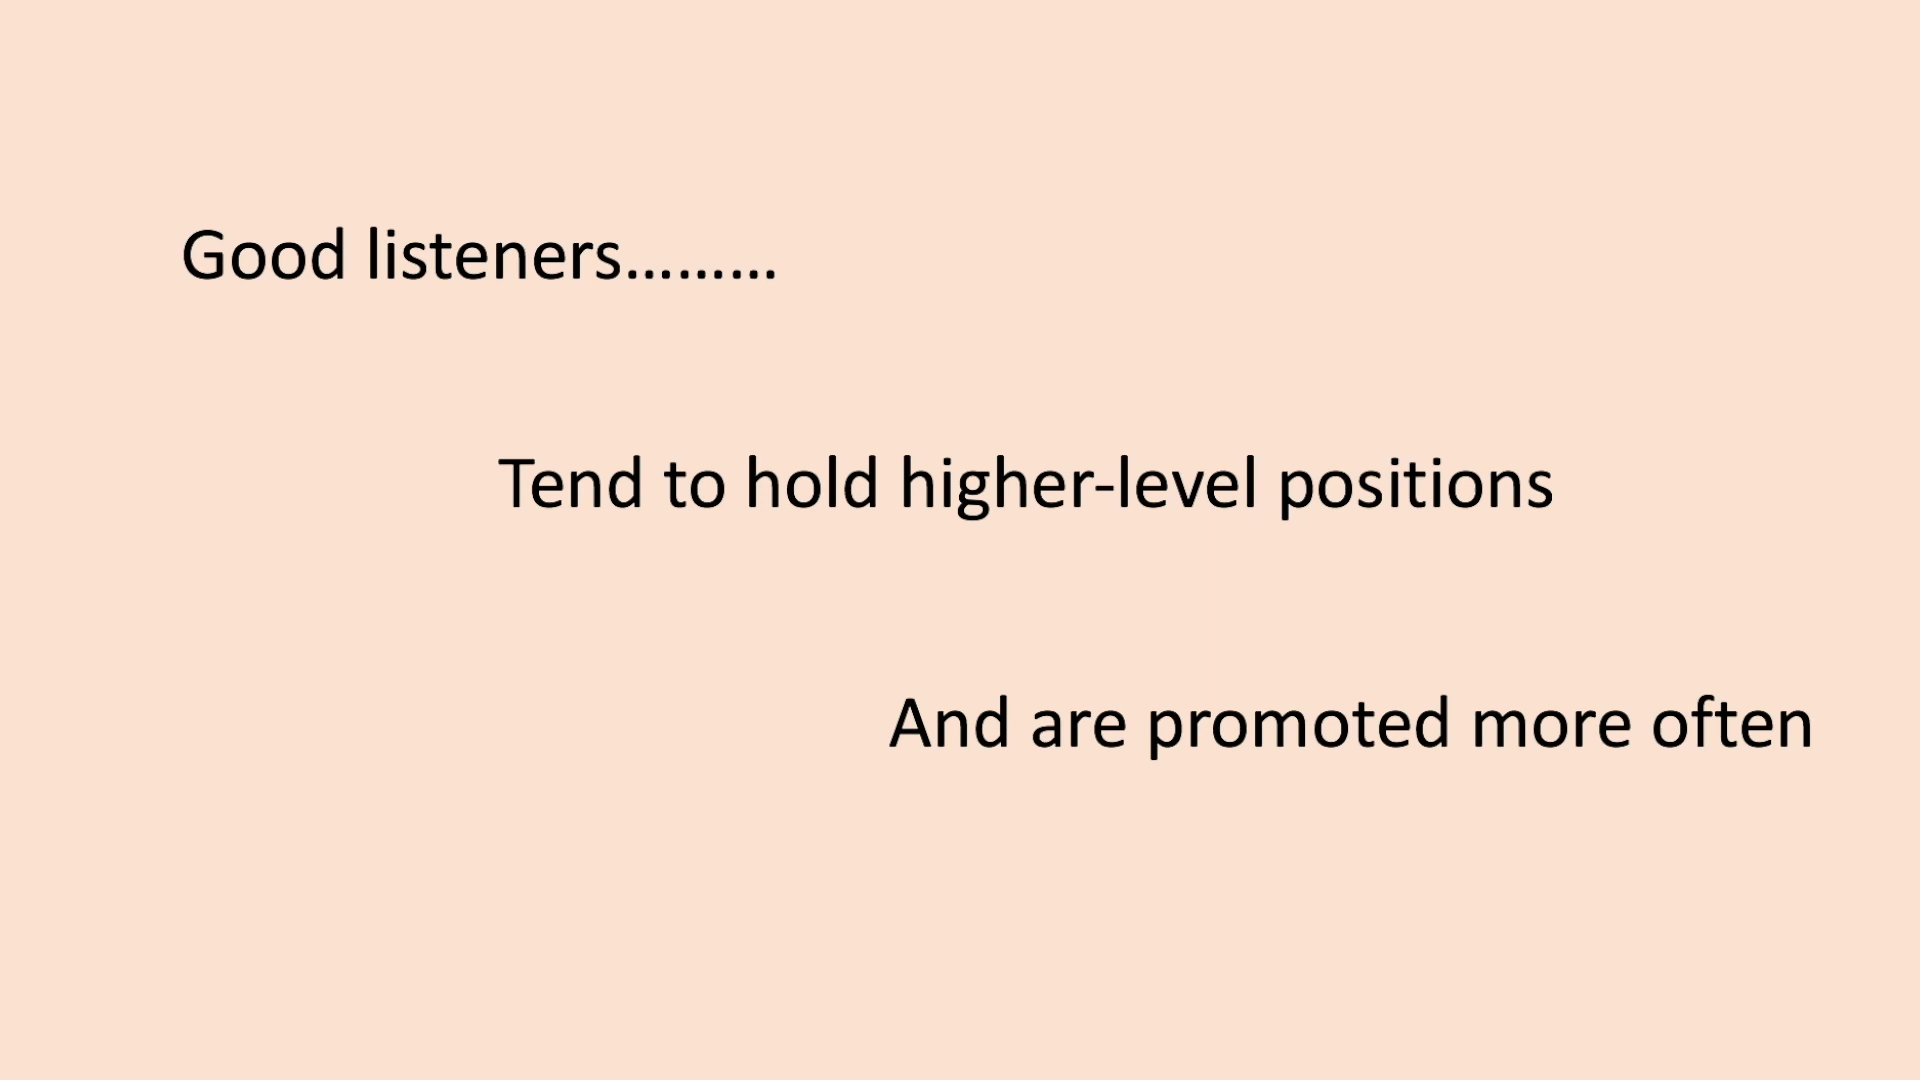 Good listeners.........
Tend to hold higher-level positions
And are promoted more often